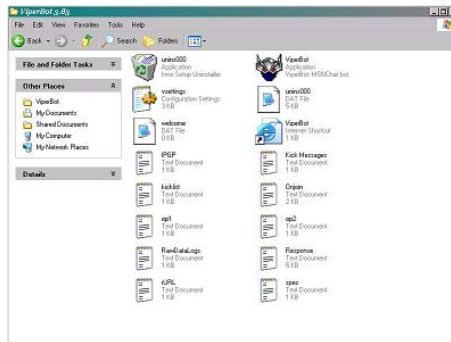 ViperBot 3.83
File Edit View Favorites Tools Help
Back Search Folders
File and Folder Tasks
Other Places
ViperBot
My Documents
Shared Documents
My Computer
My Network Places
Details
unins000
Application
Inno Setup Uninstaller
ViperBot
Application
ViperBot: MSNChat bot.
vsettings
Configuration Settings
3 KB
unins000
DAT File
5 KB
welcome
DAT File
0 KB
ViperBot
Internet Shortcut
1 KB
IPGP
Text Document
1 KB
Kick Messages
Text Document
1 KB
kicklist
Text Document
1 KB
Onjoin
Text Document
2 KB
op1
Text Document
1 KB
op2
Text Document
1 KB
RawDataLogs
Text Document
1 KB
Response
Text Document
5 KB
rURL
Text Document
1 KB
spes
Text Document
1 KB